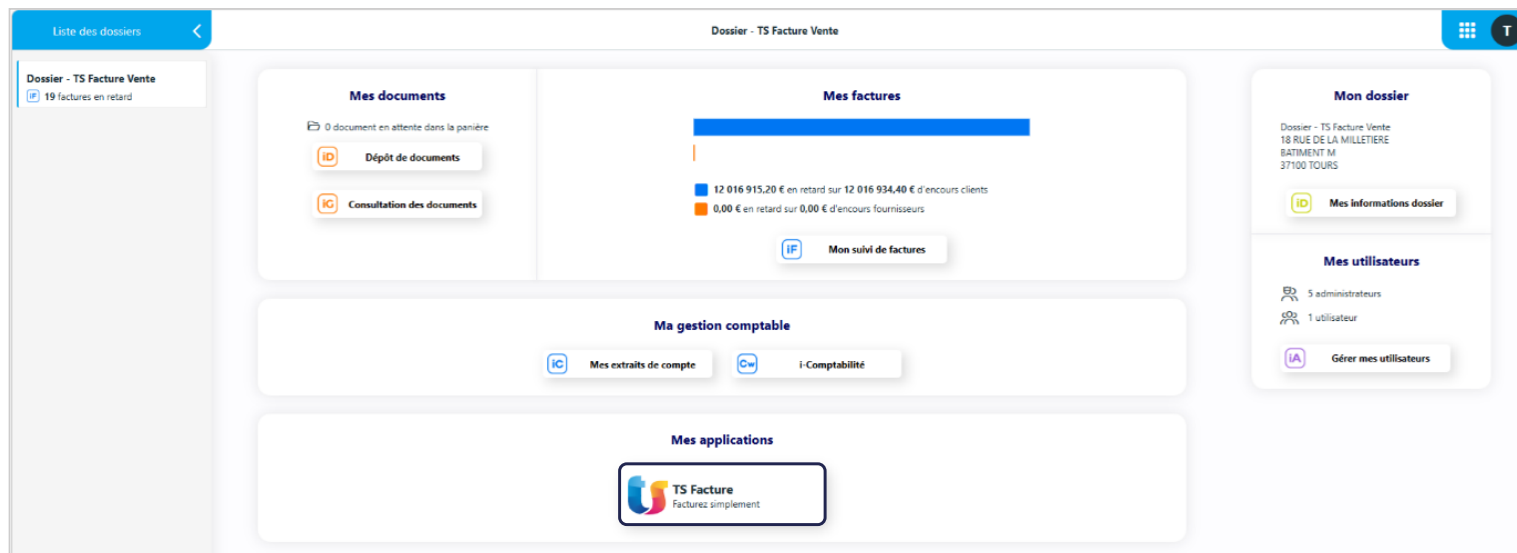 Liste des dossiers
Dossier - TS Facture Vente
T
Dossier - TS Facture Vente
iF 19 factures en retard
Mes documents
0 document en attente dans la panière
iD Dépôt de documents
iG Consultation des documents
Mes factures
12 016 915,20 € en retard sur 12 016 934,40 € d'encours clients
0,00 € en retard sur 0,00 € d'encours fournisseurs
iF Mon suivi de factures
Mon dossier
Dossier - TS Facture Vente
18 RUE DE LA MILLETIERE
BATIMENT M
37100 TOURS
iD Mes informations dossier
Mes utilisateurs
5 administrateurs
1 utilisateur
iA Gérer mes utilisateurs
Ma gestion comptable
iC Mes extraits de compte
Cw i-Comptabilité
Mes applications
TS Facture
Facturez simplement